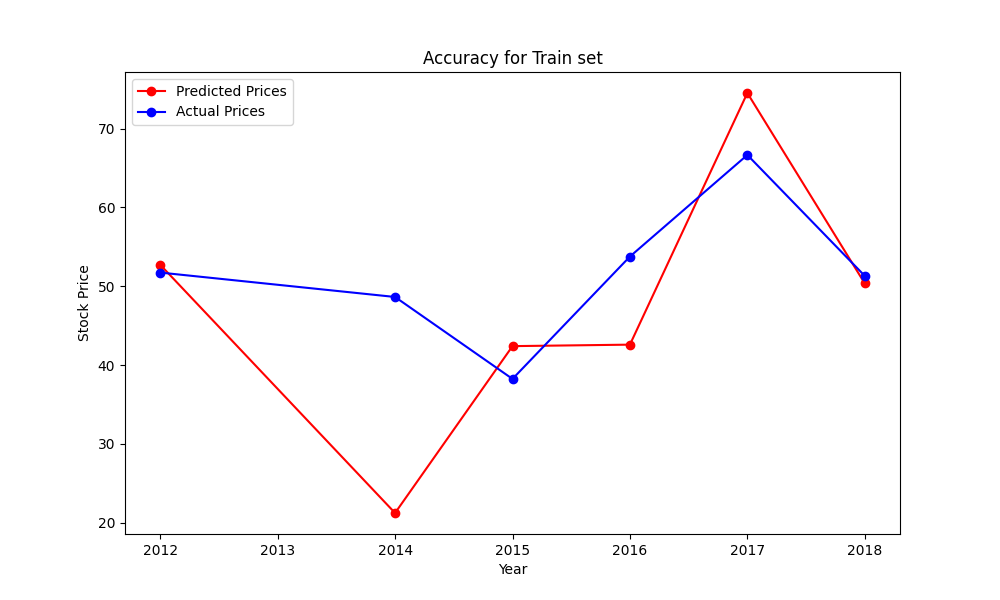 Accuracy for Train set
Predicted Prices
Actual Prices
70
60
50
40
30
20
Stock Price
2012 2013 2014 2015 2016 2017 2018
Year